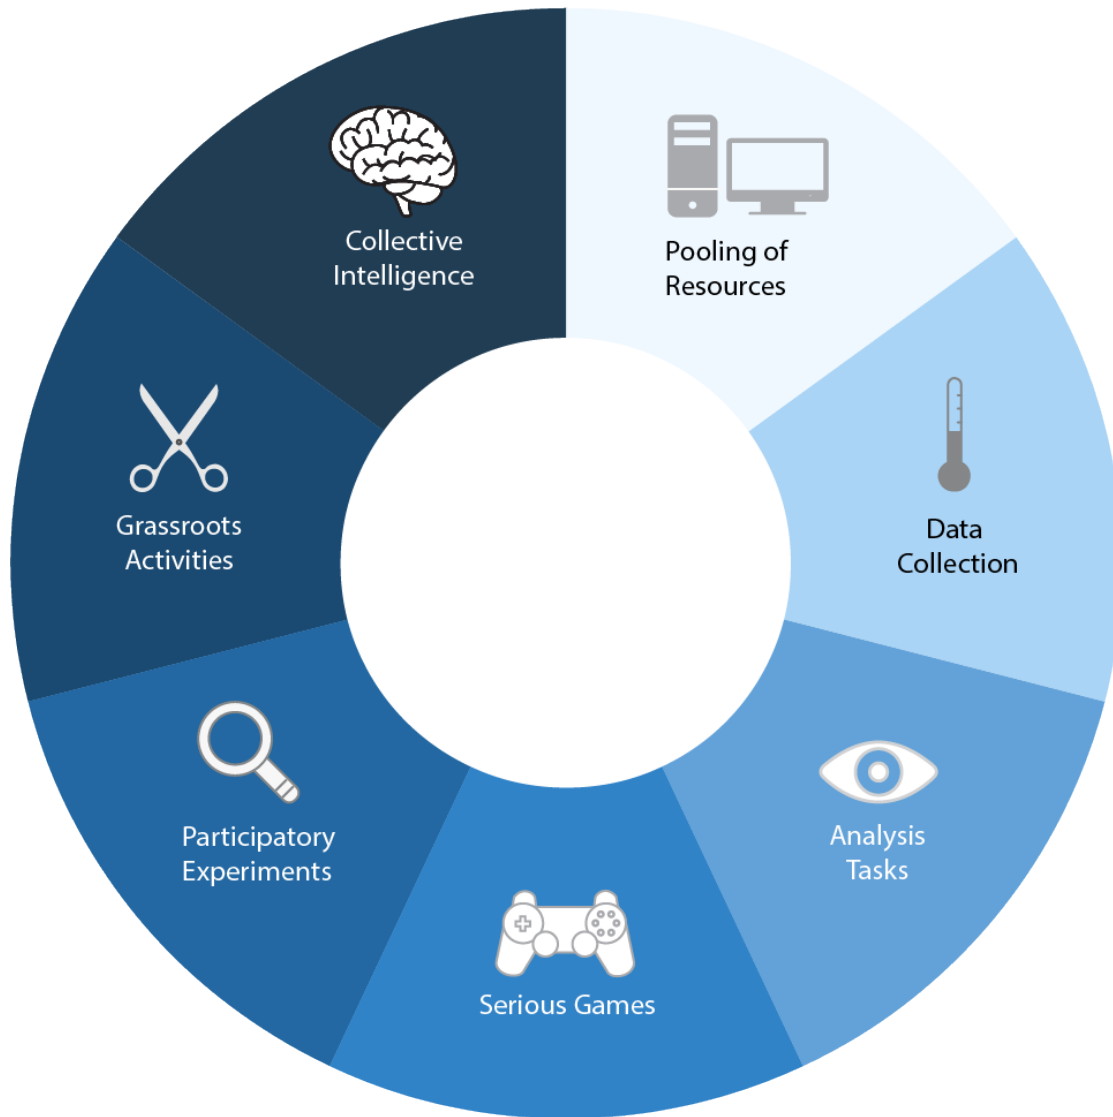 Collective
Intelligence
Pooling of
Resources
Data
Collection
Analysis
Tasks
Serious Games
Participatory
Experiments
Grassroots
Activities